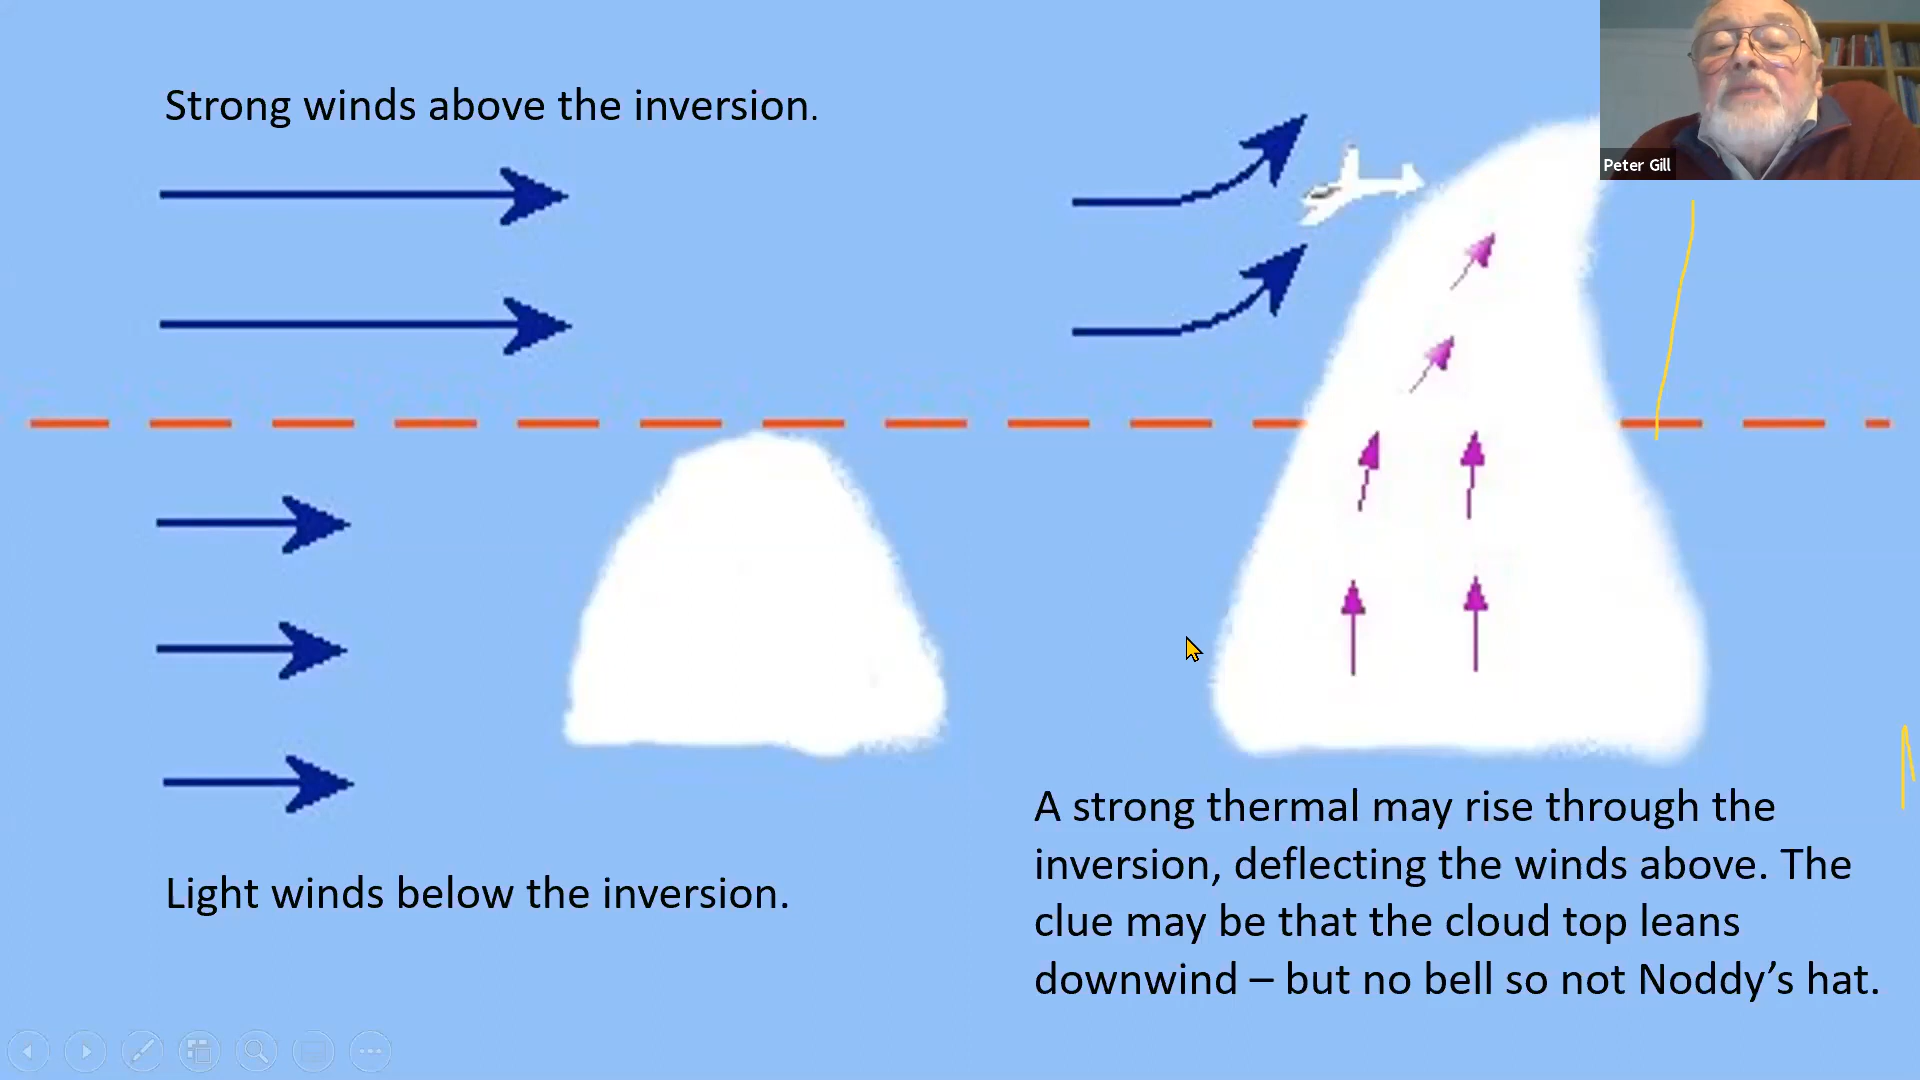 Strong winds above the inversion.
Peter Gill
Light winds below the inversion.
A strong thermal may rise through the
inversion, deflecting the winds above. The
clue may be that the cloud top leans
downwind – but no bell so not Noddy’s hat.